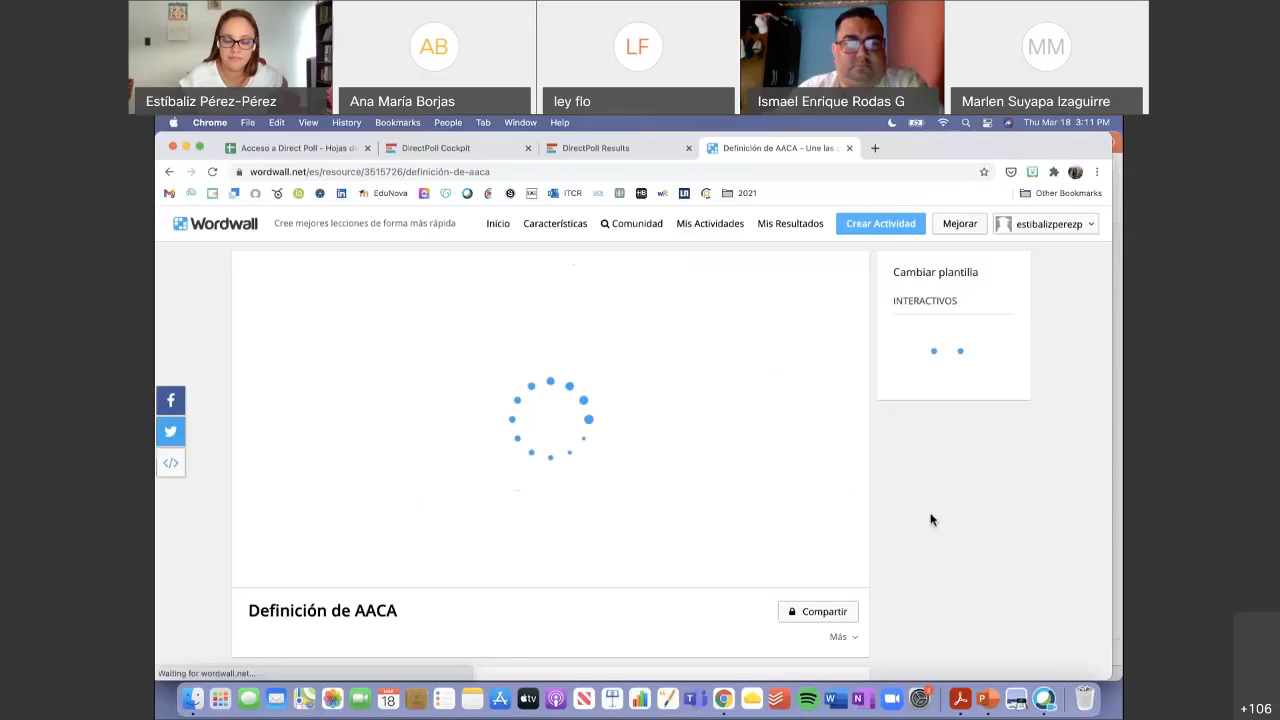 AB
LF
MM
Estíbaliz Pérez-Pérez
Ana María Borjas
ley flo
Ismael Enrique Rodas G
Marlen Suyapa Izaguirre
Chrome File Edit View History Bookmarks People Tab Window Help
Thu Mar 18 3:11 PM
Acceso a Direct Poll - Hojas de
DirectPoll Cockpit
DirectPoll Results
Definición de AACA - Une las
wordwall.net/es/resource/3515726/definición-de-aaca
EduNova
ITCR
2021
Other Bookmarks
Wordwall
Cree mejores lecciones de forma más rápida
Inicio
Características
Comunidad
Mis Actividades
Mis Resultados
Crear Actividad
Mejorar
estibalizperezp
Cambiar plantilla
INTERACTIVOS
Definición de AACA
Compartir
Más
Waiting for wordwall.net...
18
+106